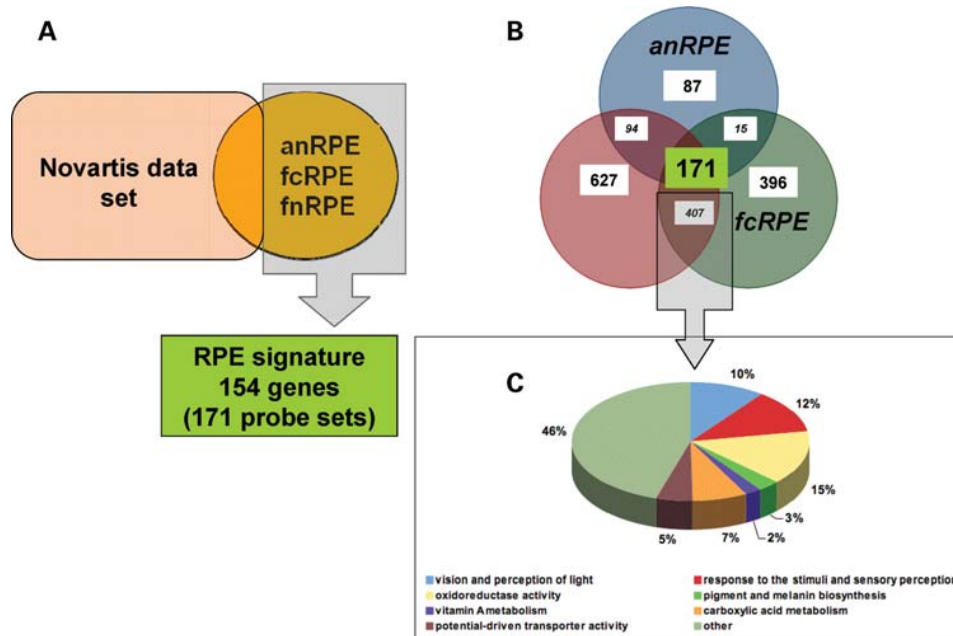 A
B
Novartis data
set
anRPE
fcRPE
fnRPE
RPE signature
154 genes
(171 probe sets)
anRPE
87
94
15
171
627
396
407
fcRPE
C
10%
12%
46%
15%
3%
2%
7%
5%
vision and perception of light
response to the stimuli and sensory perception
oxidoreductase activity
pigment and melanin biosynthesis
vitamin A metabolism
carboxylic acid metabolism
potential-driven transporter activity
other